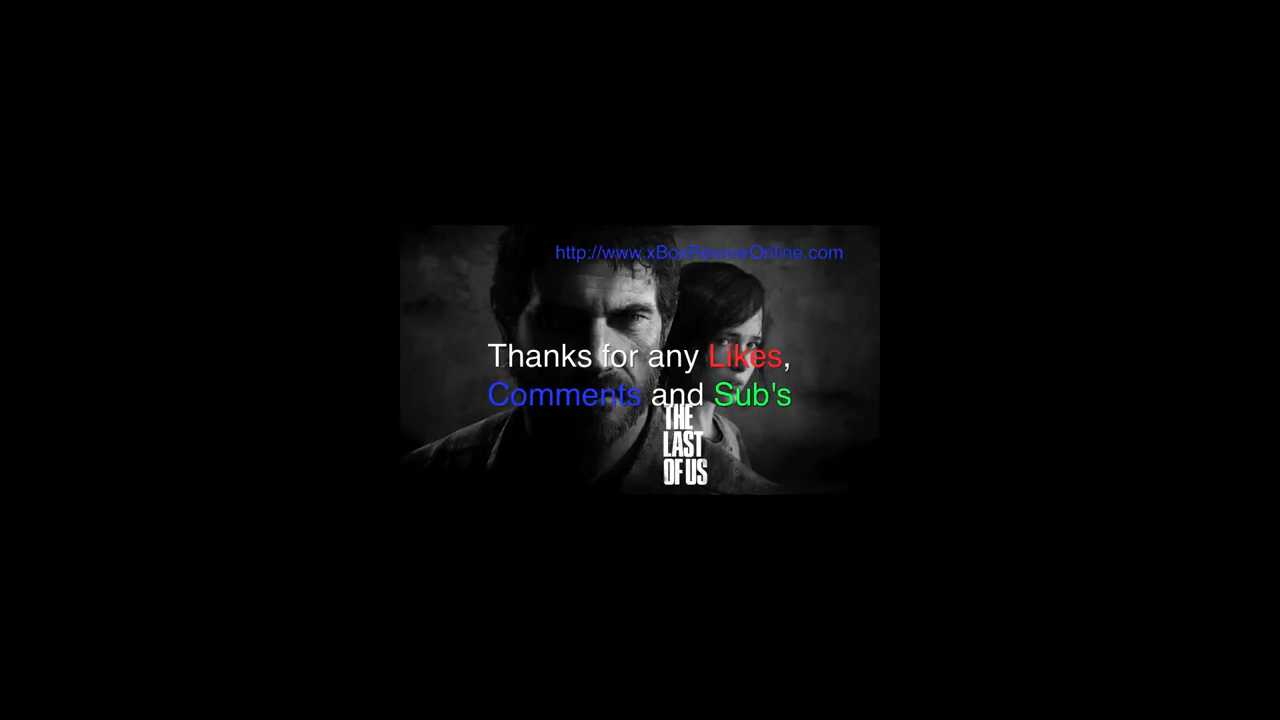 http://www.xBoxReviewOnline.com
Thanks for any Likes,
Comments and Sub's
THE
LAST
OF US